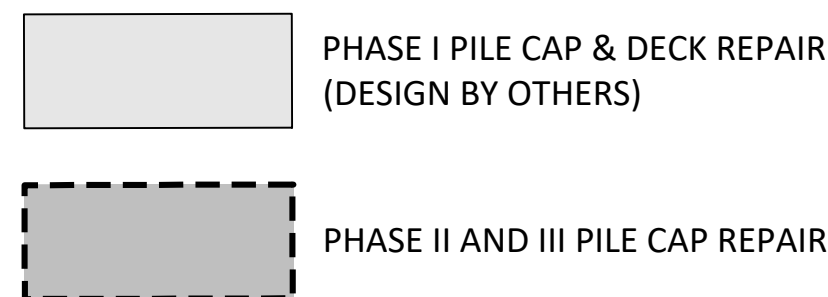 PHASE I PILE CAP & DECK REPAIR
(DESIGN BY OTHERS)
PHASE II AND III PILE CAP REPAIR